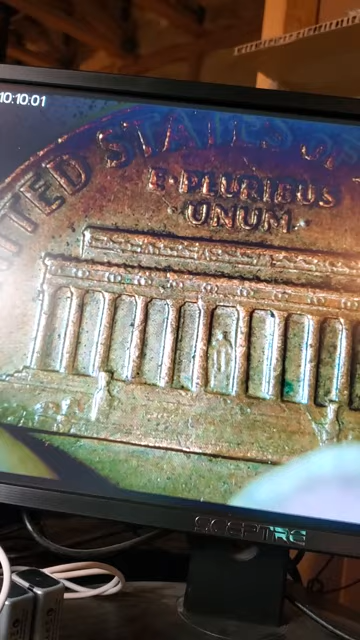 10:10:01
UNITED STATES OF
E·PLURIBUS
·UNUM·
SCEPTRE